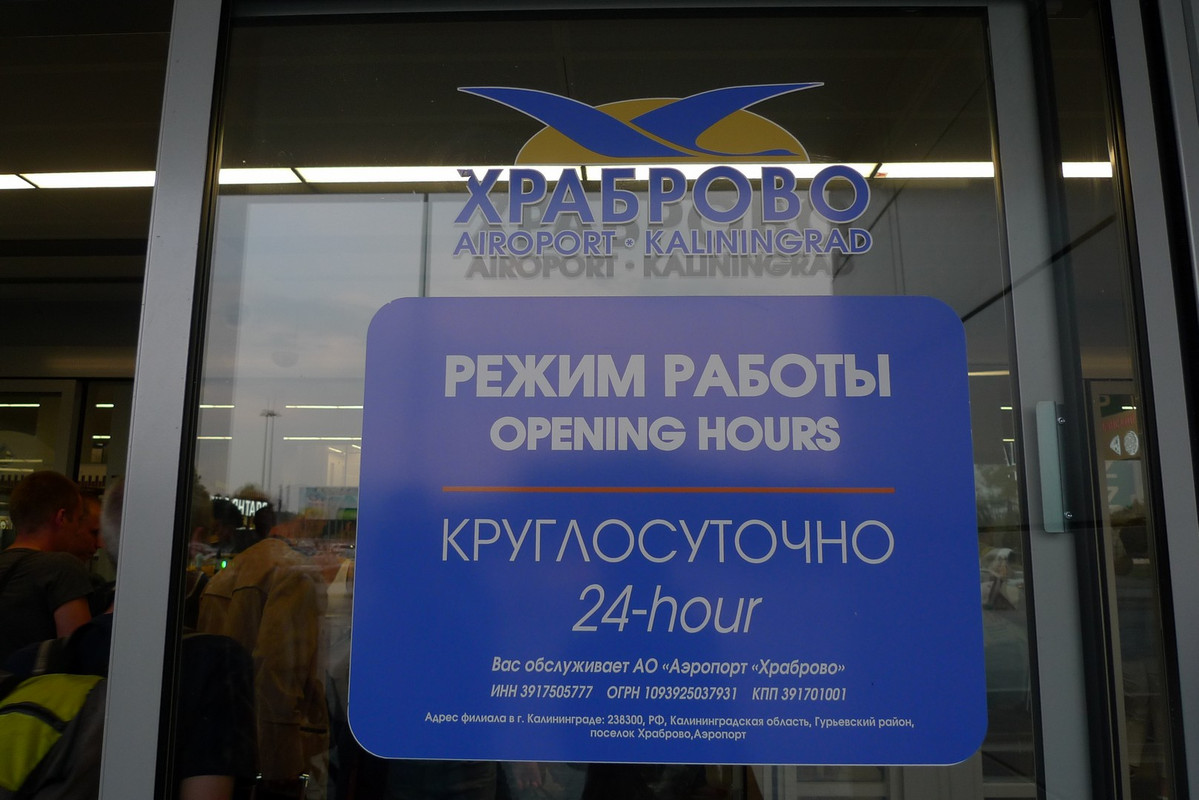 ХРАБРОВО
AIROPORT * KALININGRAD
РЕЖИМ РАБОТЫ
OPENING HOURS
КРУГЛОСУТОЧНО
24-hour
Вас обслуживает АО «Аэропорт «Храброво»
ИНН 3917505777 ОГРН 1093925037931 КПП 391701001
Адрес филиала в г. Калининграде: 238300, РФ, Калининградская область, Гурьевский район,
поселок Храброво,Аэропорт